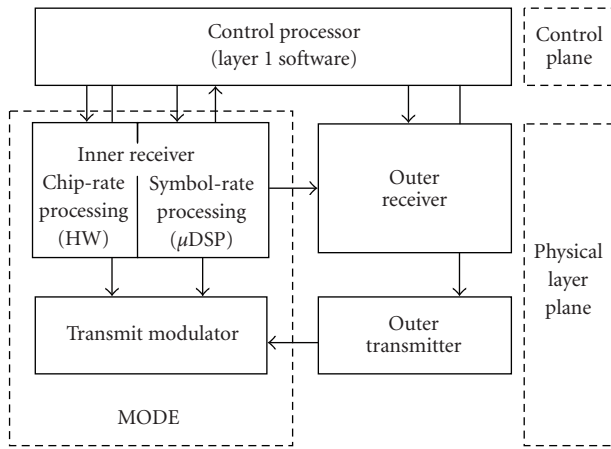 Control processor
(layer 1 software)
Control
plane
Inner receiver
Chip-rate
processing
(HW)
Symbol-rate
processing
(μDSP)
Outer
receiver
Physical
layer
plane
Transmit modulator
Outer
transmitter
MODE